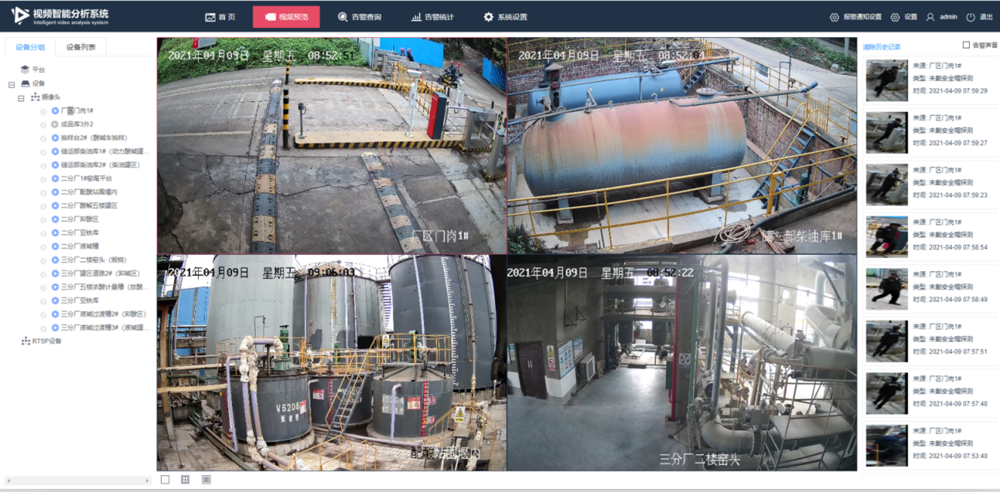 视频智能分析系统
Intelligent video analysis system
首页
视频预览
告警查询
告警统计
系统设置
报警通知设置
设置
admin
退出
设备分组
设备列表
平台
设备
摄像头
厂区门岗1#
成品库3外2
抽样台2#（酸碱车抽样）
储运部柴油库1#（动力酸碱罐...
储运部柴油库2#（柴油罐区）
二分厂1#窑尾平台
二分厂配酸站围堰内
二分厂酸解五楼罐区
二分厂卸酸区
二分厂亚铁库
二分厂液碱槽
三分厂二楼窑头（煅烧）
三分厂罐区道路2#（卸碱区）
三分厂五楼浓酸计量槽（放酸...
三分厂亚铁库
三分厂液碱过渡槽2#（卸酸区）
三分厂液碱过渡槽3#（液碱罐...
RTSP设备
2021年04月09日 星期五 08:52:51
厂区门岗1#
2021年04月09日 星期五 08:52:04
储运部柴油库1#
2021年04月09日 星期五 09:06:03
V5206
配酸站围堰内
2021年04月09日 星期五 08:52:22
三分厂二楼窑头
清除历史记录
告警声音
来源: 厂区门岗1#
类型: 未戴安全帽探测
时间: 2021-04-09 07:59:29
来源: 厂区门岗1#
类型: 未戴安全帽探测
时间: 2021-04-09 07:59:27
来源: 厂区门岗1#
类型: 未戴安全帽探测
时间: 2021-04-09 07:59:23
来源: 厂区门岗1#
类型: 未戴安全帽探测
时间: 2021-04-09 07:58:54
来源: 厂区门岗1#
类型: 未戴安全帽探测
时间: 2021-04-09 07:58:49
来源: 厂区门岗1#
类型: 未戴安全帽探测
时间: 2021-04-09 07:57:51
来源: 厂区门岗1#
类型: 未戴安全帽探测
时间: 2021-04-09 07:57:48
来源: 厂区门岗1#
类型: 未戴安全帽探测
时间: 2021-04-09 07:53:40